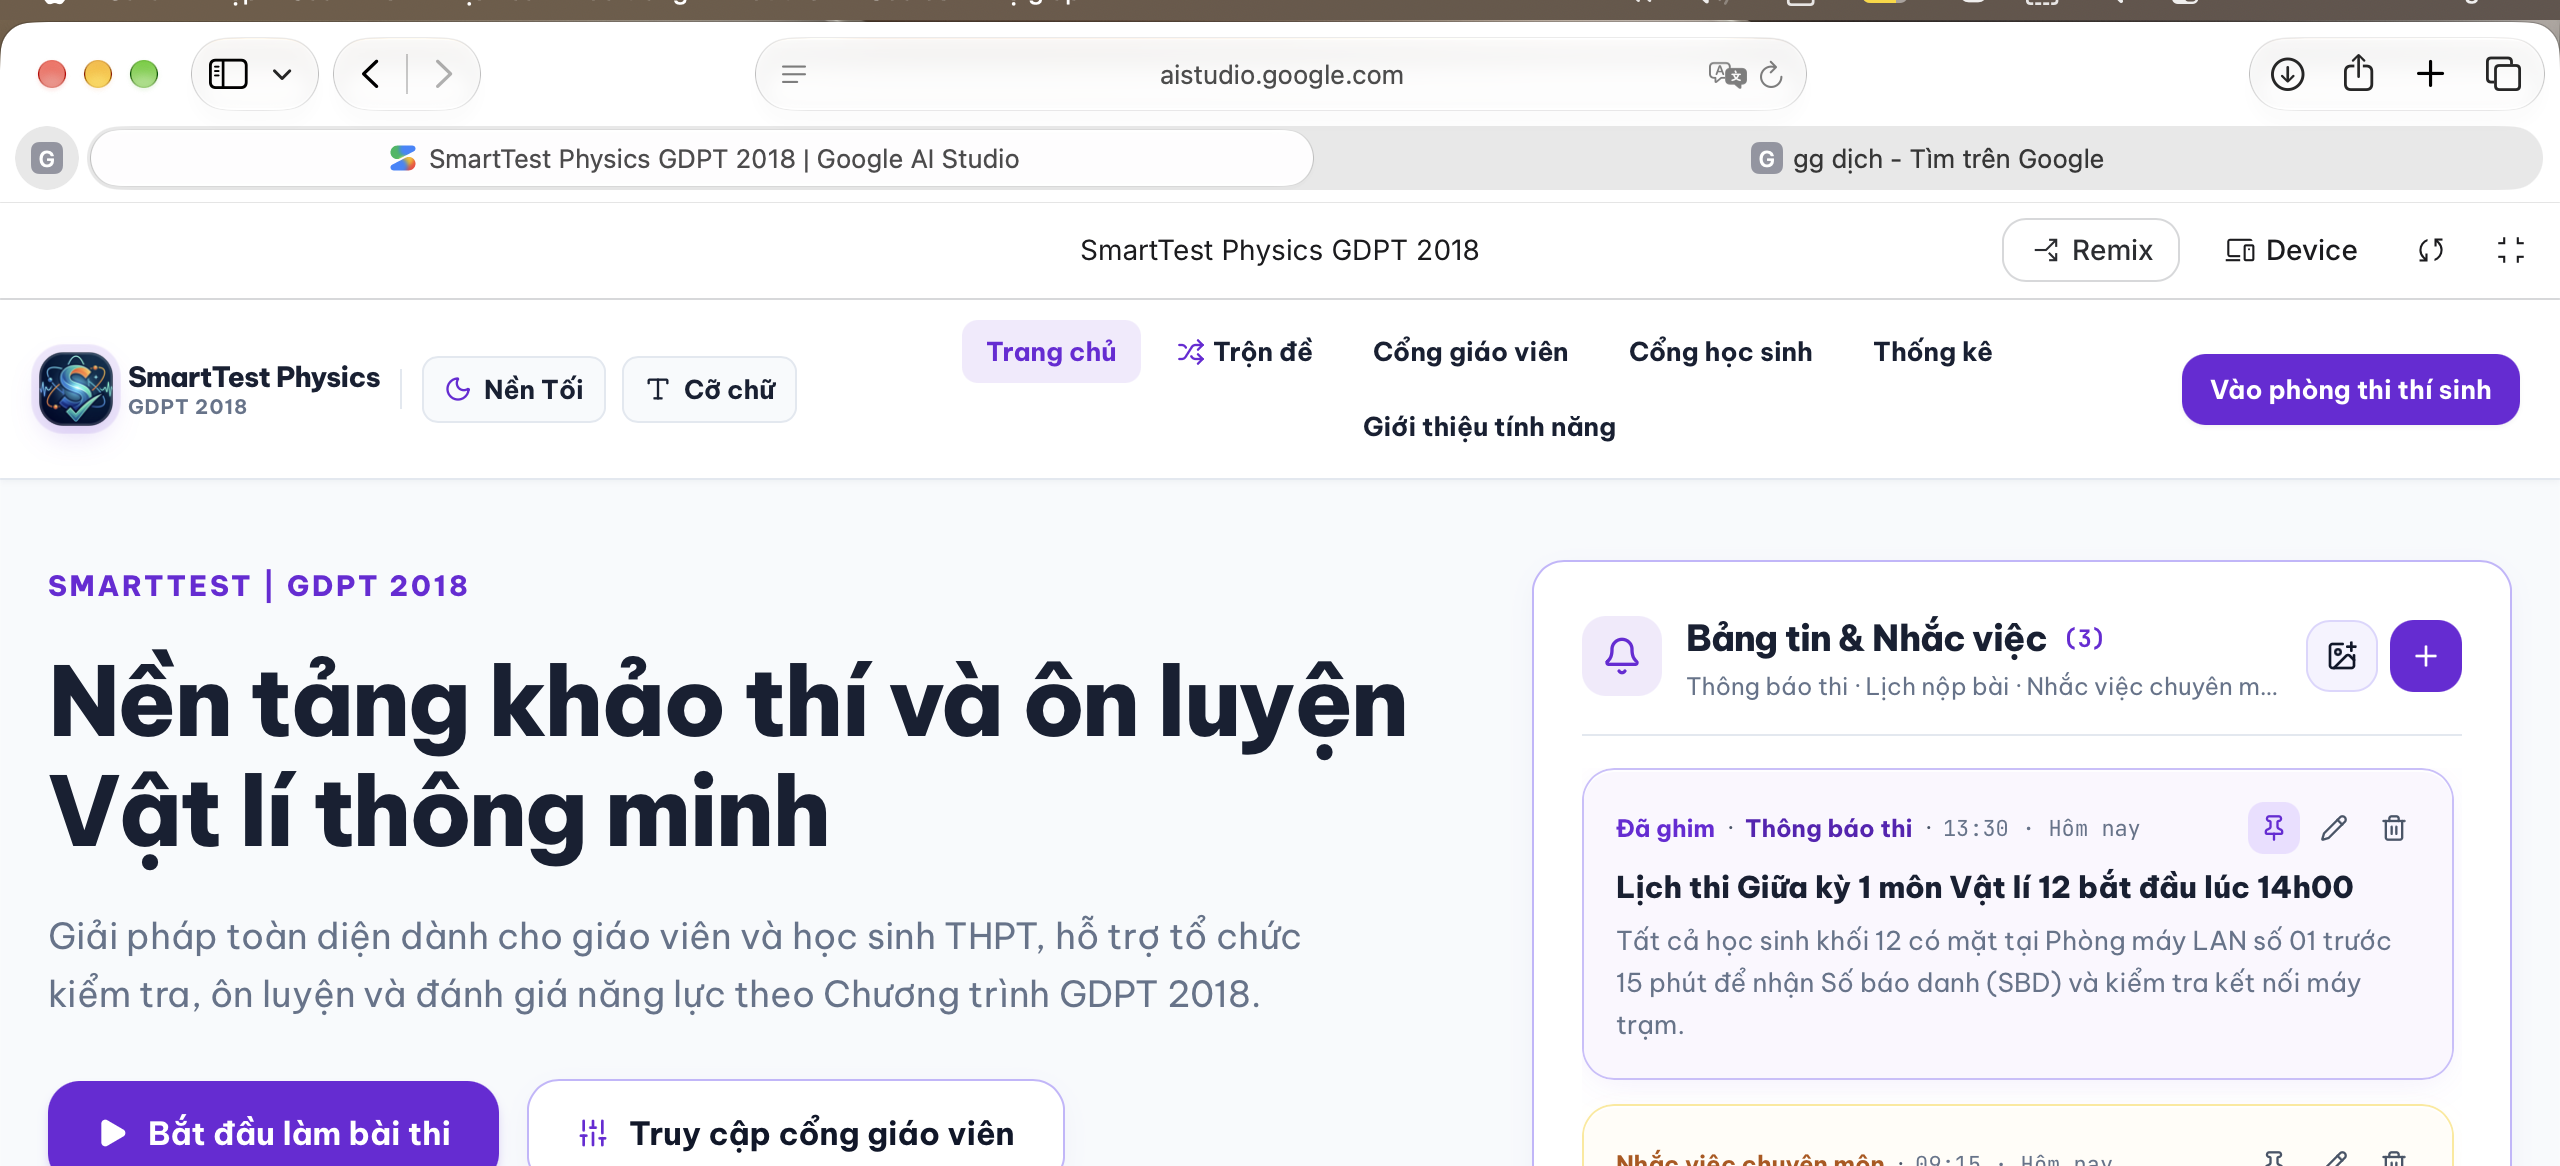 aistudio.google.com
G
SmartTest Physics GDPT 2018 | Google AI Studio
G gg dịch - Tìm trên Google
SmartTest Physics GDPT 2018
Remix
Device
SmartTest Physics
GDPT 2018
Nền Tối
Cỡ chữ
Trang chủ
Trộn đề
Cổng giáo viên
Cổng học sinh
Thống kê
Giới thiệu tính năng
Vào phòng thi thí sinh
SMARTTEST | GDPT 2018
Nền tảng khảo thí và ôn luyện
Vật lí thông minh
Giải pháp toàn diện dành cho giáo viên và học sinh THPT, hỗ trợ tổ chức
kiểm tra, ôn luyện và đánh giá năng lực theo Chương trình GDPT 2018.
Bắt đầu làm bài thi
Truy cập cổng giáo viên
Bảng tin & Nhắc việc (3)
Thông báo thi · Lịch nộp bài · Nhắc việc chuyên m...
Đã ghim · Thông báo thi · 13:30 · Hôm nay
Lịch thi Giữa kỳ 1 môn Vật lí 12 bắt đầu lúc 14h00
Tất cả học sinh khối 12 có mặt tại Phòng máy LAN số 01 trước
15 phút để nhận Số báo danh (SBD) và kiểm tra kết nối máy
trạm.
Nhắc việc chuyên môn · 09:15 · Hôm nay